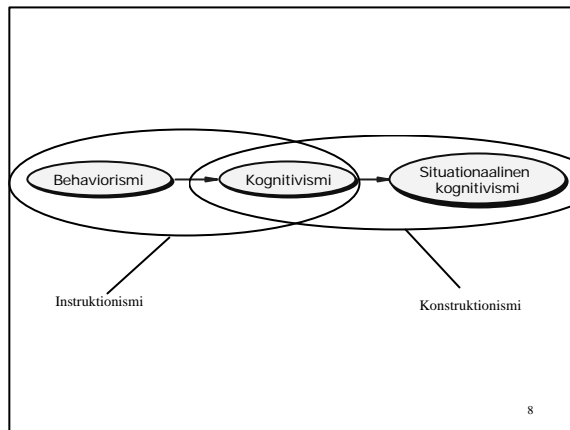 Behaviorismi
Kognitivismi
Situationaalinen
kognitivismi
Instruktionismi
Konstruktionismi
8